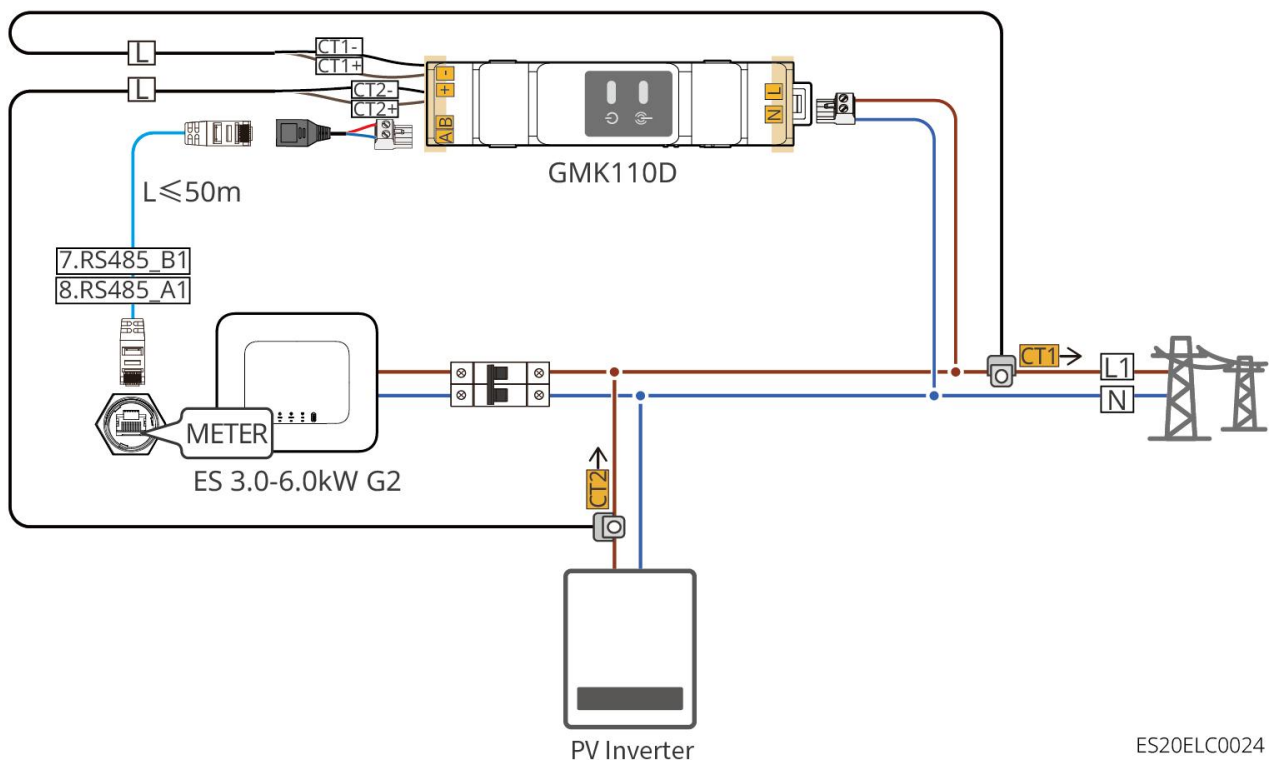 L
CT1-
CT1+
L
CT2-
CT2+
-
+
A B
L
N
GMK110D
L≤50m
7.RS485_B1
8.RS485_A1
METER
ES 3.0-6.0kW G2
CT1
L1
N
CT2
PV Inverter
ES20ELC0024